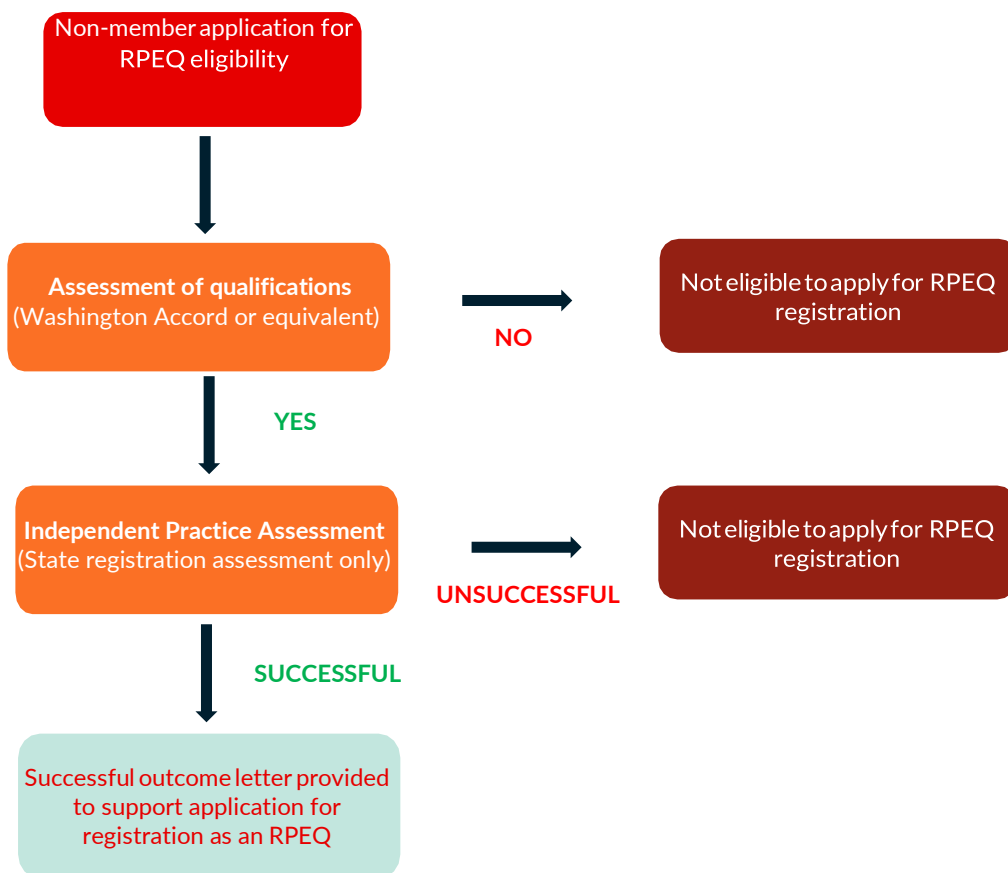 Non-member application for
RPEQ eligibility
Assessment of qualifications
(Washington Accord or equivalent)
NO
Not eligible to apply for RPEQ
registration
YES
Independent Practice Assessment
(State registration assessment only)
UNSUCCESSFUL
Not eligible to apply for RPEQ
registration
SUCCESSFUL
Successful outcome letter provided
to support application for
registration as an RPEQ